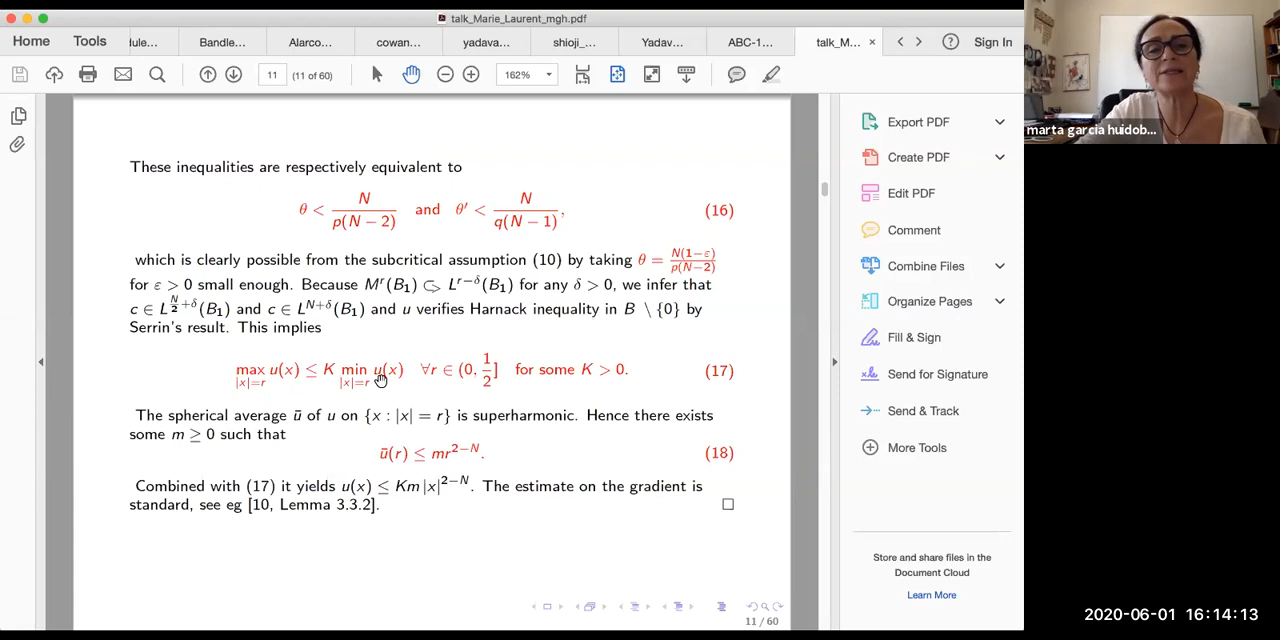 talk_Marie_Laurent_mgh.pdf
Home Tools dule... Bandle... Alarco... cowan... yadava... shioji_... Yadav... ABC-1... talk_M... × Sign In
11 (11 of 60) 162%
marta garcia huidob...
These inequalities are respectively equivalent to
θ < N/(p(N − 2)) and θ′ < N/(q(N − 1)), (16)
which is clearly possible from the subcritical assumption (10) by taking θ = N(1−ε)/(p(N−2))
for ε > 0 small enough. Because Mʳ(B₁) ⊂ Lʳ⁻ᵟ(B₁) for any δ > 0, we infer that
c ∈ L^{N/2+δ}(B₁) and c ∈ L^{N+δ}(B₁) and u verifies Harnack inequality in B \ {0} by
Serrin's result. This implies
max_{|x|=r} u(x) ≤ K min_{|x|=r} u(x) ∀r ∈ (0, 1/2] for some K > 0. (17)
The spherical average ū of u on {x : |x| = r} is superharmonic. Hence there exists
some m ≥ 0 such that
ū(r) ≤ mr^{2−N}. (18)
Combined with (17) it yields u(x) ≤ Km |x|^{2−N}. The estimate on the gradient is
standard, see eg [10, Lemma 3.3.2]. □
11 / 60
Export PDF
Create PDF
Edit PDF
Comment
Combine Files
Organize Pages
Fill & Sign
Send for Signature
Send & Track
More Tools
Store and share files in the
Document Cloud
Learn More
2020-06-01 16:14:13